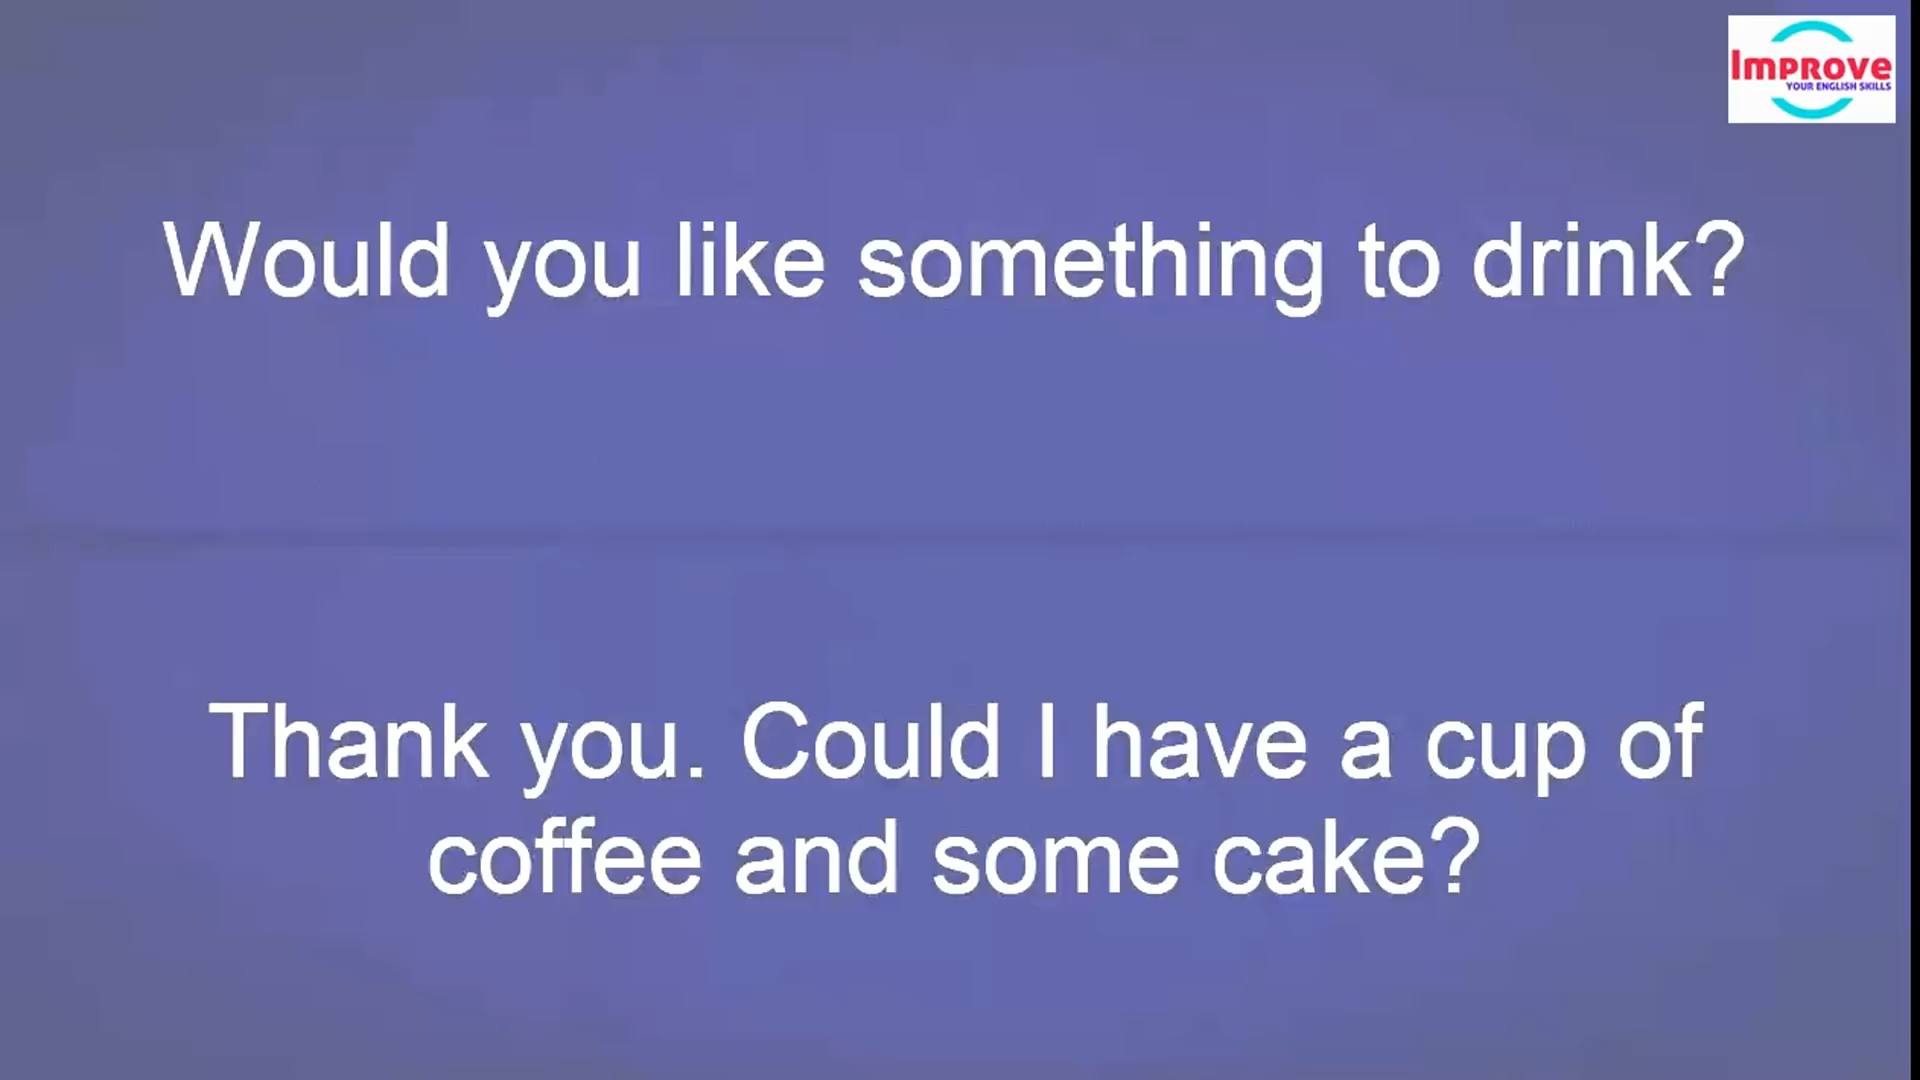 Improve
YOUR ENGLISH SKILLS
Would you like something to drink?
Thank you. Could I have a cup of
coffee and some cake?